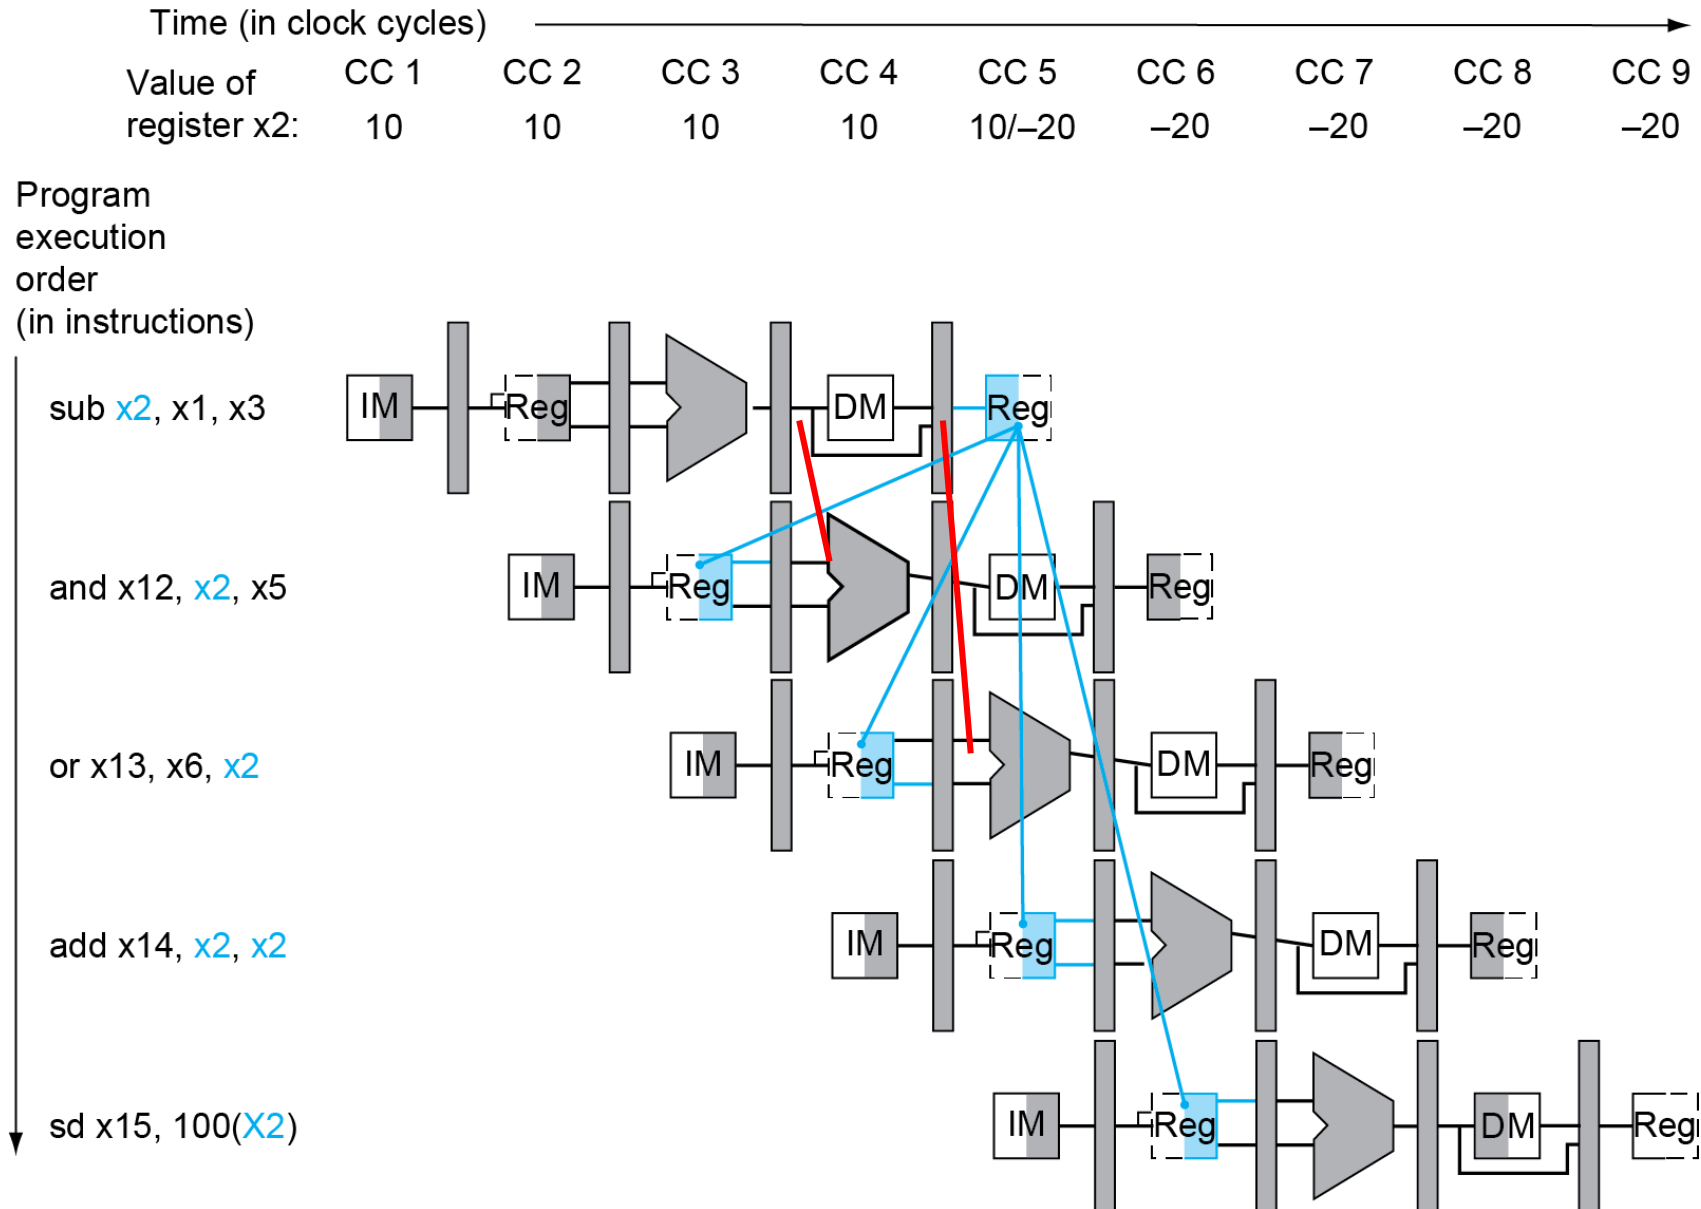 Time (in clock cycles)
Value of register x2:
CC 1 CC 2 CC 3 CC 4 CC 5 CC 6 CC 7 CC 8 CC 9
10 10 10 10 10/–20 –20 –20 –20 –20
Program
execution
order
(in instructions)
sub x2, x1, x3
IM Reg DM Reg
and x12, x2, x5
IM Reg DM Reg
or x13, x6, x2
IM Reg DM Reg
add x14, x2, x2
IM Reg DM Reg
sd x15, 100(X2)
IM Reg DM Reg